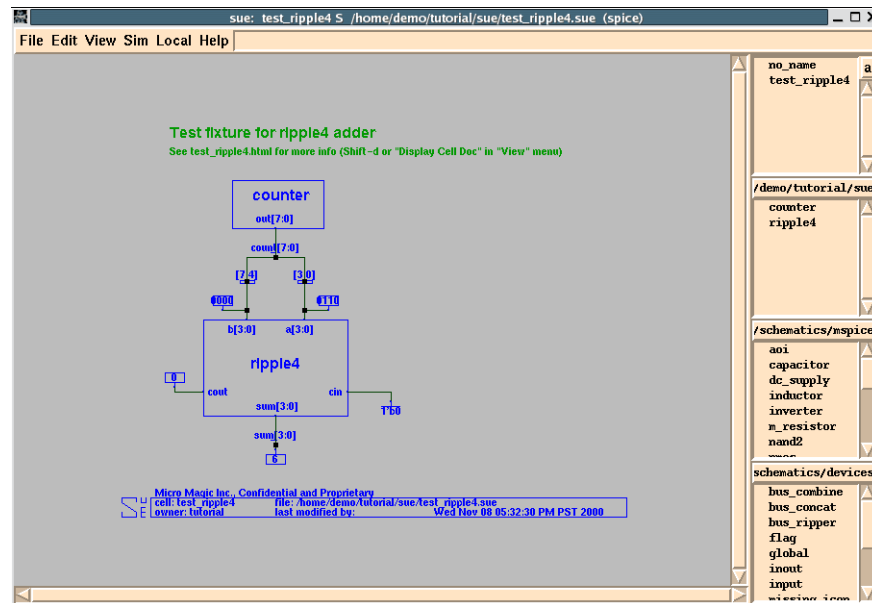 sue: test_ripple4 S /home/demo/tutorial/sue/test_ripple4.sue (spice)
File Edit View Sim Local Help
Test fixture for ripple4 adder
See test_ripple4.html for more info (Shift-d or "Display Cell Doc" in "View" menu)
counter
out[7:0]
count[7:0]
[7:4]
[3:0]
0000
0110
b[3:0]
a[3:0]
ripple4
0
cout
cin
1'b0
sum[3:0]
sum[3:0]
6
Micro Magic Inc., Confidential and Proprietary
SUE
cell: test_ripple4 file: /home/demo/tutorial/sue/test_ripple4.sue
owner: tutorial last modified by: Wed Nov 08 05:32:30 PM PST 2000
no_name
a
test_ripple4
/demo/tutorial/sue
counter
ripple4
/schematics/mspice
aoi
capacitor
dc_supply
inductor
inverter
m_resistor
nand2
schematics/devices
bus_combine
bus_concat
bus_ripper
flag
global
inout
input
missing_icon